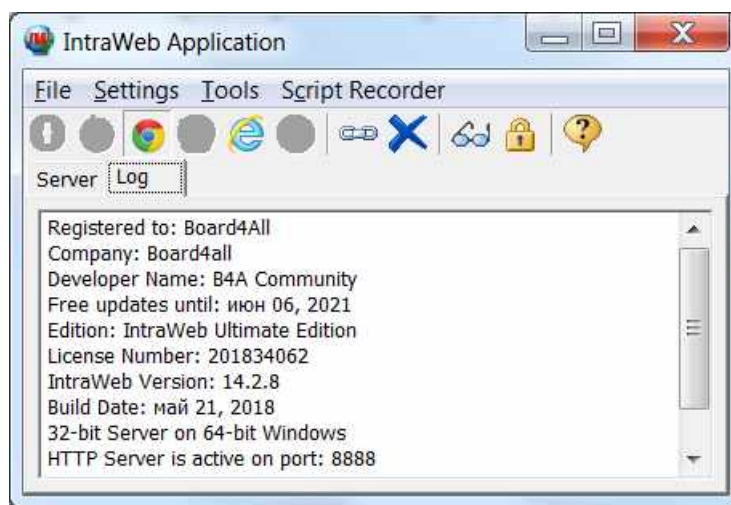 IntraWeb Application
File Settings Tools Script Recorder
Server Log
Registered to: Board4All
Company: Board4all
Developer Name: B4A Community
Free updates until: июн 06, 2021
Edition: IntraWeb Ultimate Edition
License Number: 201834062
IntraWeb Version: 14.2.8
Build Date: май 21, 2018
32-bit Server on 64-bit Windows
HTTP Server is active on port: 8888